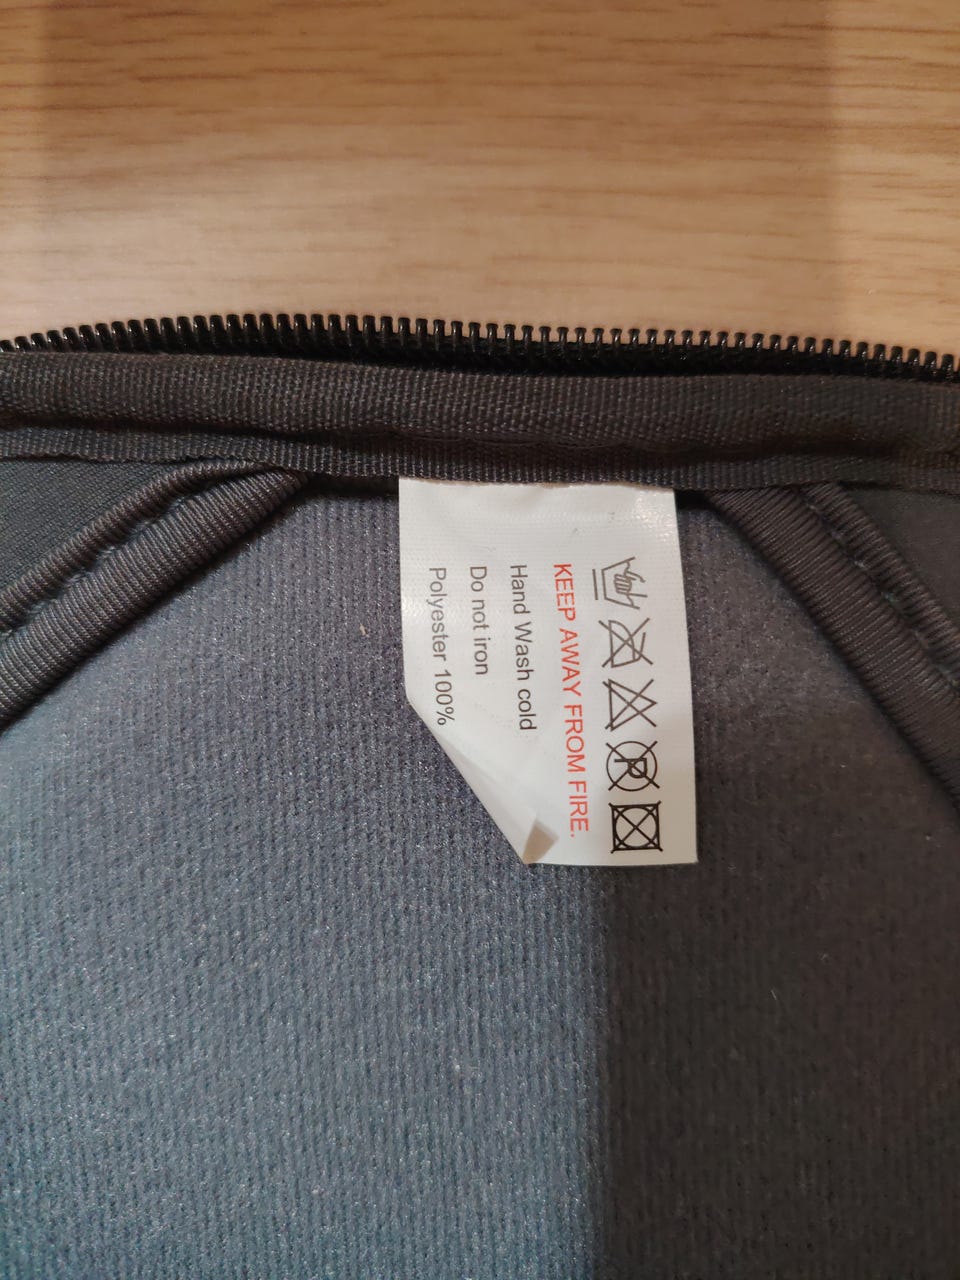 KEEP AWAY FROM FIRE.
Hand Wash cold
Do not iron
Polyester 100%